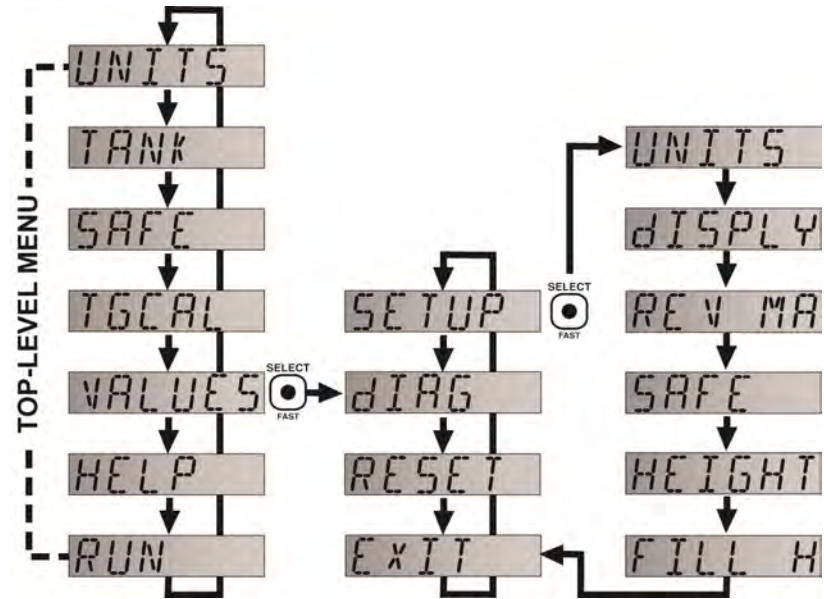 TOP-LEVEL MENU
UNITS
TANK
SAFE
TGCAL
VALUES
HELP
RUN
SELECT
FAST
SETUP
dIAG
RESET
ExIT
SELECT
FAST
UNITS
dISPLY
REV MA
SAFE
HEIGHT
FILL H